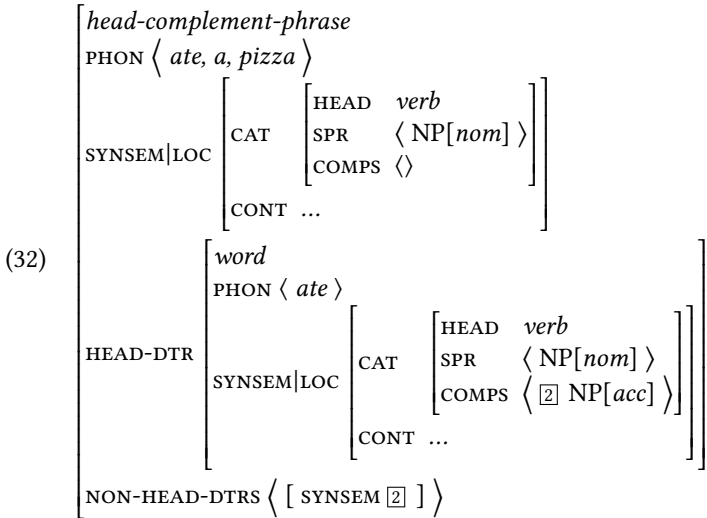 head-complement-phrase
PHON ⟨ ate, a, pizza ⟩
HEAD verb
CAT SPR ⟨ NP[nom] ⟩
SYNSEM|LOC COMPS ⟨⟩
CONT ...
(32)
word
PHON ⟨ ate ⟩
HEAD verb
HEAD-DTR CAT SPR ⟨ NP[nom] ⟩
SYNSEM|LOC COMPS ⟨ 2 NP[acc] ⟩
CONT ...
NON-HEAD-DTRS ⟨ [ SYNSEM 2 ] ⟩